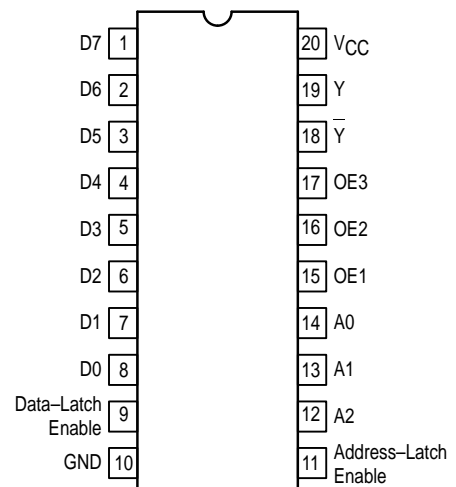 D7 1 20 VCC
D6 2 19 Y
D5 3 18 Y̅
D4 4 17 OE3
D3 5 16 OE2
D2 6 15 OE1
D1 7 14 A0
D0 8 13 A1
Data–Latch
Enable 9 12 A2
GND 10 11 Address–Latch
Enable